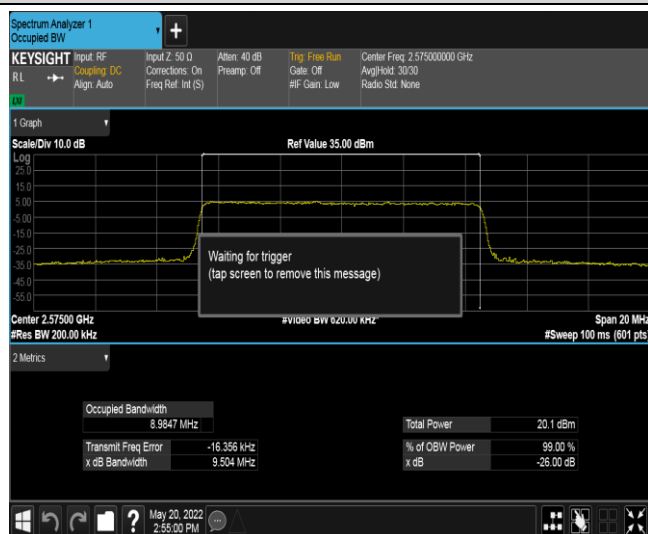 Spectrum Analyzer 1
Occupied BW
+
KEYSIGHT Input: RF Input Z: 50 Ω Atten: 40 dB Trig: Free Run Center Freq: 2.575000000 GHz
RL Coupling: DC Corrections: On Preamp: Off Gate: Off Avg|Hold: 30/30
Align: Auto Freq Ref: Int (S) #IF Gain: Low Radio Std: None
LXI
1 Graph
Scale/Div 10.0 dB Ref Value 35.00 dBm
Log
25.0
15.0
5.00
-5.00
-15.0
-25.0
-35.0
-45.0
-55.0
Waiting for trigger
(tap screen to remove this message)
Center 2.57500 GHz #Video BW 620.00 kHz* Span 20 MHz
#Res BW 200.00 kHz #Sweep 100 ms (601 pts)
2 Metrics
Occupied Bandwidth
8.9847 MHz Total Power 20.1 dBm
Transmit Freq Error -16.356 kHz % of OBW Power 99.00 %
x dB Bandwidth 9.504 MHz x dB -26.00 dB
? May 20, 2022
2:55:00 PM